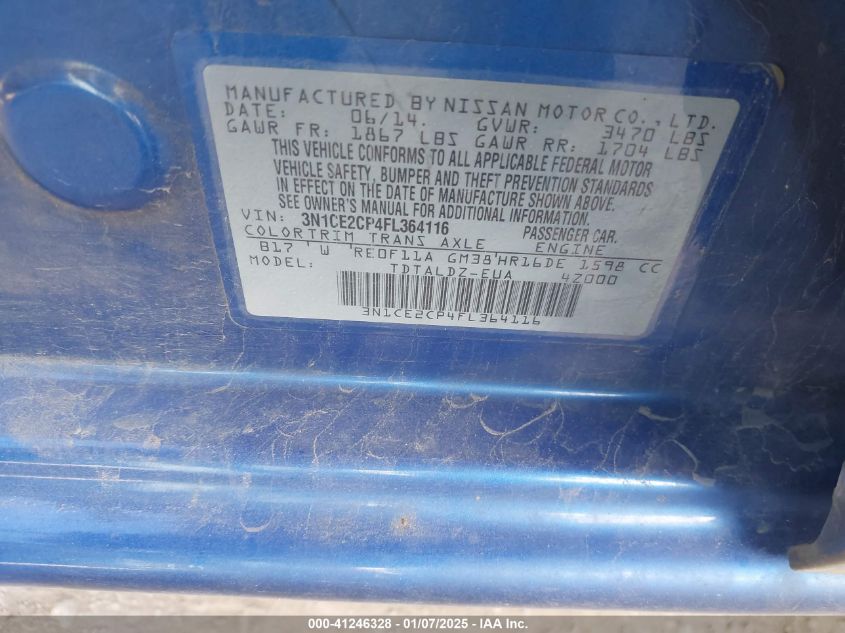 MANUFACTURED BY NISSAN MOTOR CO., LTD.
DATE: 06/14. GVWR: 3470 LBS
GAWR FR: 1867 LBS GAWR RR: 1704 LBS
THIS VEHICLE CONFORMS TO ALL APPLICABLE FEDERAL MOTOR
VEHICLE SAFETY, BUMPER AND THEFT PREVENTION STANDARDS
IN EFFECT ON THE DATE OF MANUFACTURE SHOWN ABOVE.
SEE OWNER'S MANUAL FOR ADDITIONAL INFORMATION.
VIN: 3N1CE2CP4FL364116 PASSENGER CAR.
COLOR TRIM TRANS AXLE ENGINE
B17 'W 'RE0F11A GM38'HR16DE 1598 CC
MODEL: TDTALDZ-EUA 4Z000
3N1CE2CP4FL364116
000-41246328 - 01/07/2025 - IAA Inc.